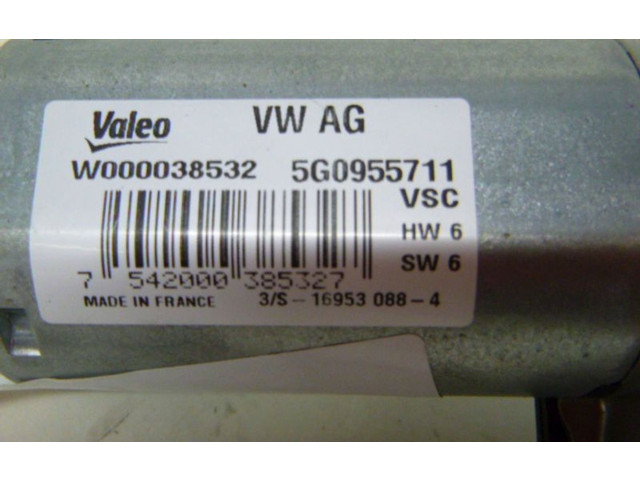 Valeo VW AG
W000038532 5G0955711
VSC
HW 6
SW 6
7 542000 385327
MADE IN FRANCE 3/S - 16953 088 - 4